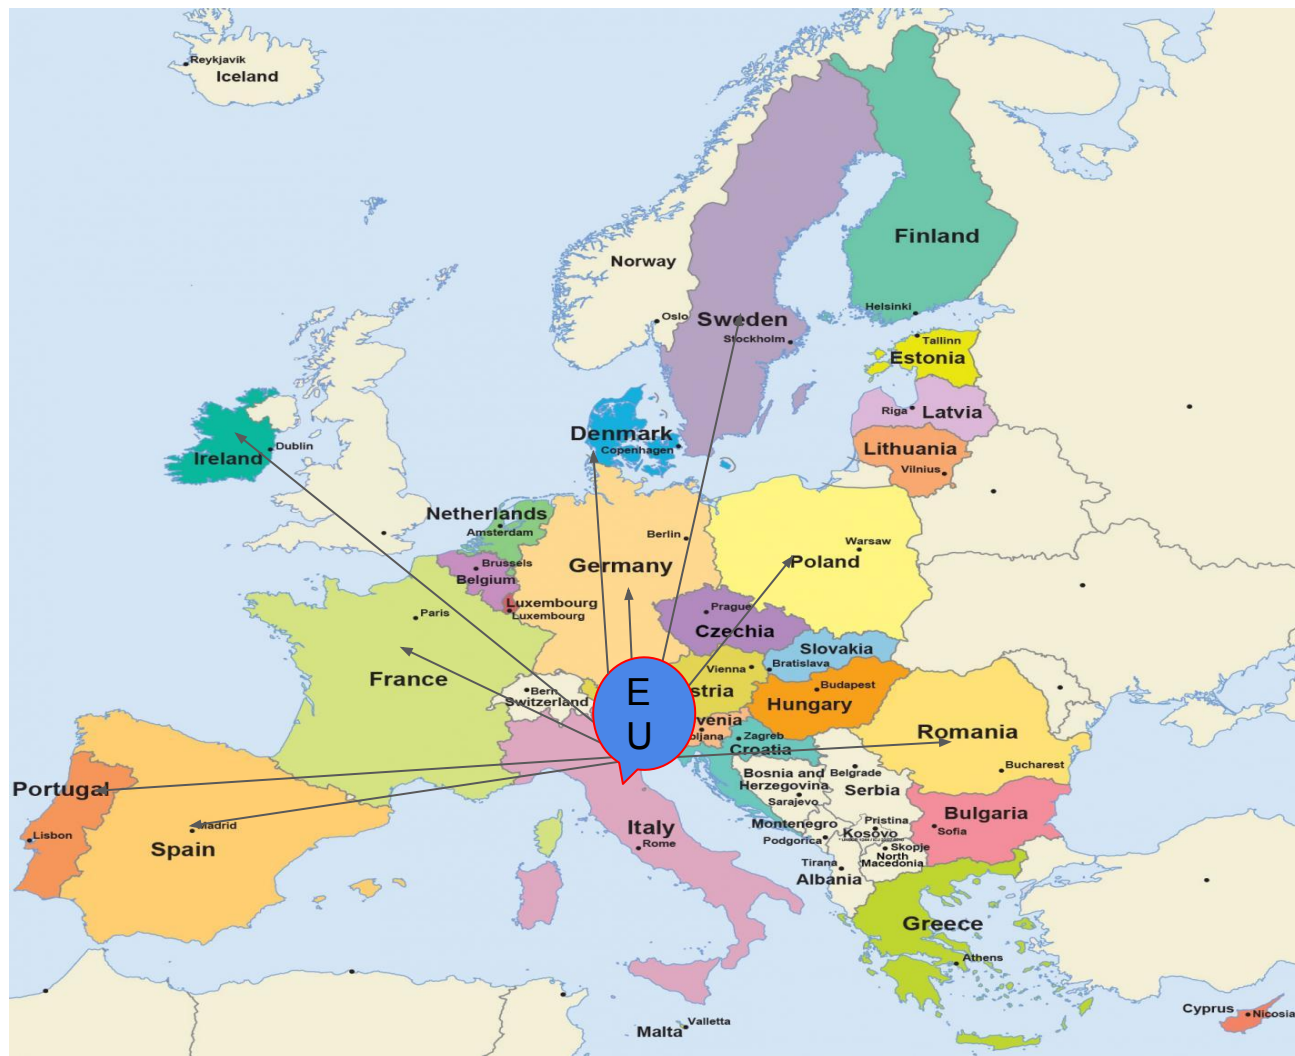 Reykjavik
Iceland
Finland
Norway
Helsinki
Oslo
Sweden
Stockholm
Tallinn
Estonia
Riga
Latvia
Denmark
Copenhagen
Dublin
Ireland
Lithuania
Vilnius
Netherlands
Amsterdam
Berlin
Warsaw
Poland
Germany
Brussels
Belgium
Luxembourg
Luxembourg
Paris
Prague
Czechia
Slovakia
Bratislava
Vienna
stria
France
Bern
Switzerland
E
U
Budapest
Hungary
venia
oljana
Zagreb
Croatia
Romania
Bucharest
Bosnia and
Herzegovina
Sarajevo
Belgrade
Serbia
Portugal
Lisbon
Madrid
Spain
Italy
Rome
Montenegro
Podgorica
Pristina
Kosovo
Bulgaria
Sofia
Skopje
North
Macedonia
Tirana
Albania
Greece
Athens
Malta
Valletta
Cyprus
Nicosia